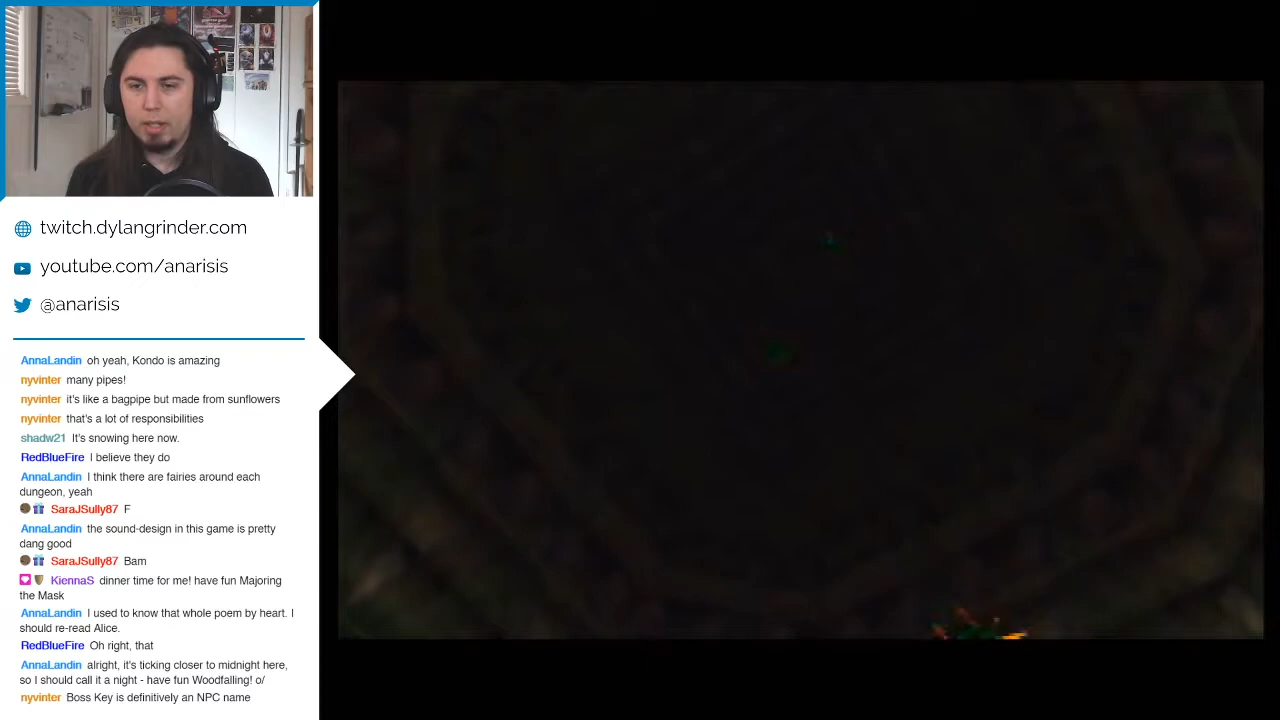 twitch.dylangrinder.com
youtube.com/anarisis
@anarisis
AnnaLandin oh yeah, Kondo is amazing
nyvinter many pipes!
nyvinter it's like a bagpipe but made from sunflowers
nyvinter that's a lot of responsibilities
shadw21 It's snowing here now.
RedBlueFire I believe they do
AnnaLandin I think there are fairies around each
dungeon, yeah
SaraJSully87 F
AnnaLandin the sound-design in this game is pretty
dang good
SaraJSully87 Bam
KiennaS dinner time for me! have fun Majoring
the Mask
AnnaLandin I used to know that whole poem by heart. I
should re-read Alice.
RedBlueFire Oh right, that
AnnaLandin alright, it's ticking closer to midnight here,
so I should call it a night - have fun Woodfalling! o/
nyvinter Boss Key is definitively an NPC name